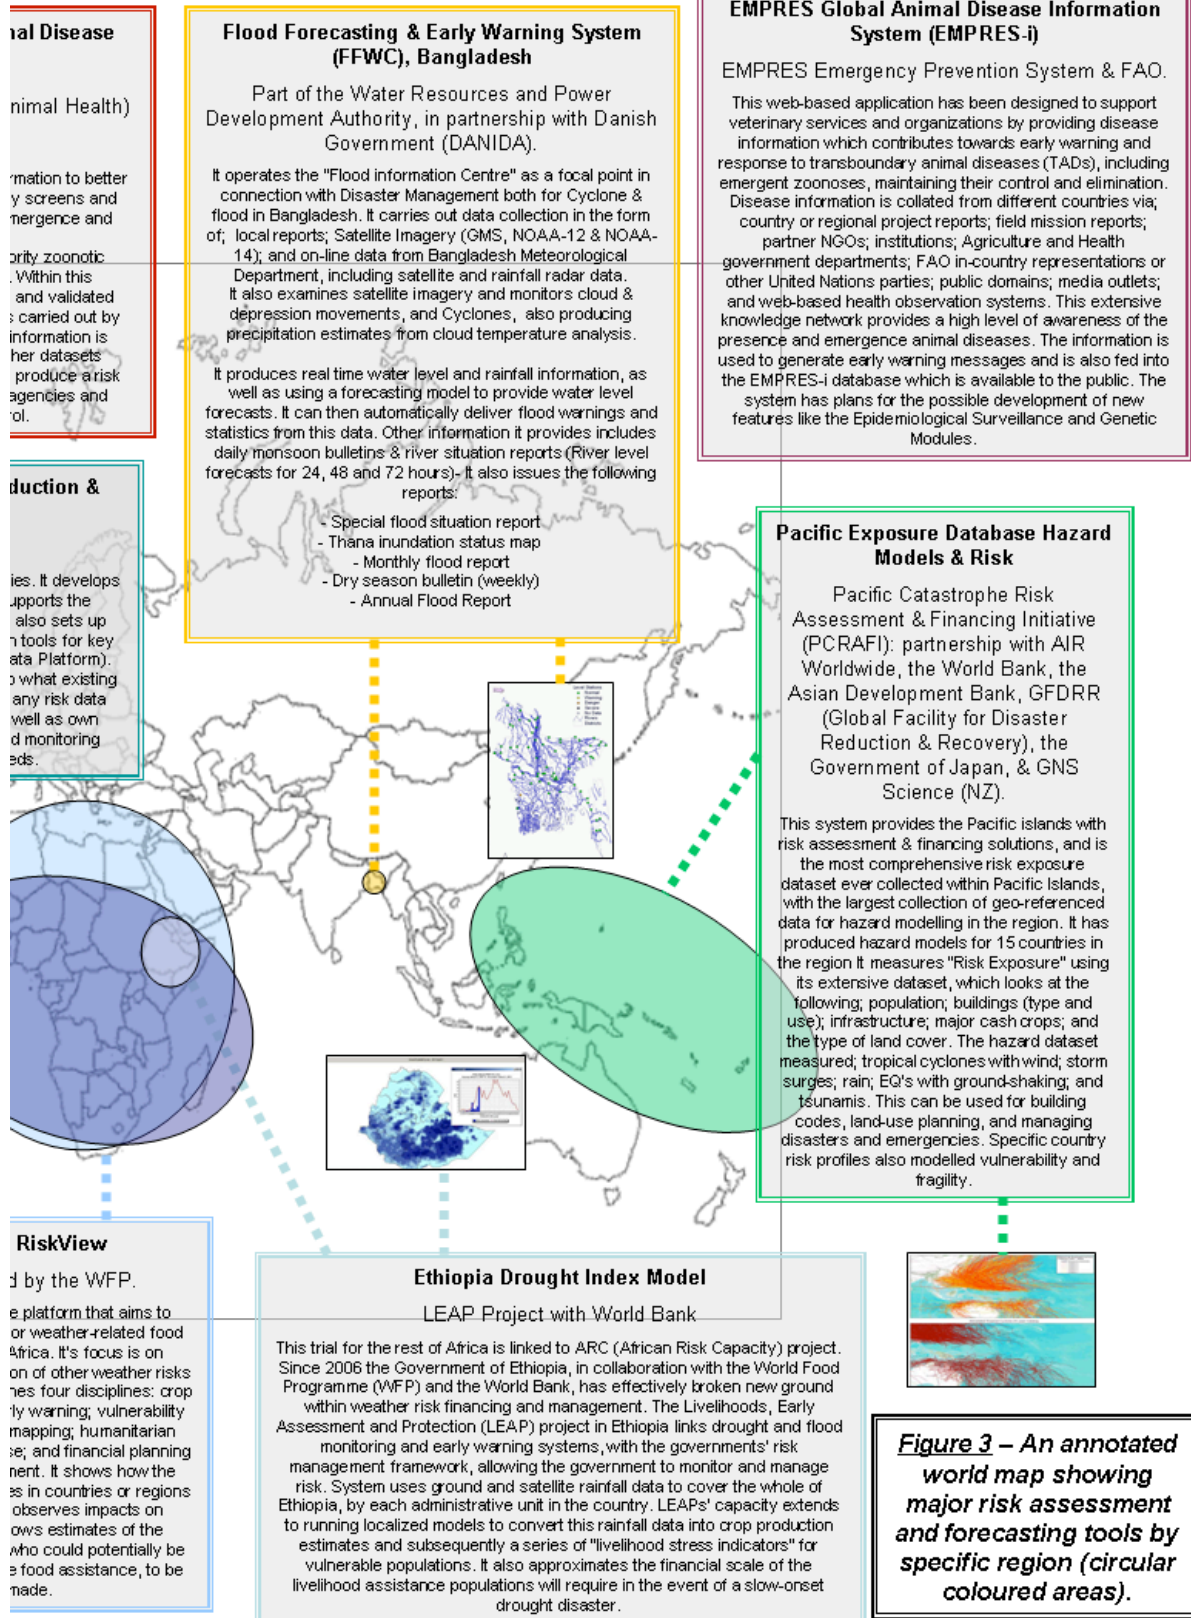 nal Disease
nimal Health)
rmation to better
y screens and
mergence and
ority zoonotic
. Within this
and validated
s carried out by
information is
her datasets
produce a risk
agencies and
rol.
duction &
ies. It develops
upports the
also sets up
n tools for key
ata Platform).
o what existing
any risk data
well as own
d monitoring
eds.
Flood Forecasting & Early Warning System
(FFWC), Bangladesh
Part of the Water Resources and Power
Development Authority, in partnership with Danish
Government (DANIDA).
It operates the "Flood information Centre" as a focal point in
connection with Disaster Management both for Cyclone &
flood in Bangladesh. It carries out data collection in the form
of; local reports; Satellite Imagery (GMS, NOAA-12 & NOAA-
14); and on-line data from Bangladesh Meteorological
Department, including satellite and rainfall radar data.
It also examines satellite imagery and monitors cloud &
depression movements, and Cyclones, also producing
precipitation estimates from cloud temperature analysis.
It produces real time water level and rainfall information, as
well as using a forecasting model to provide water level
forecasts. It can then automatically deliver flood warnings and
statistics from this data. Other information it provides includes
daily monsoon bulletins & river situation reports (River level
forecasts for 24, 48 and 72 hours)- It also issues the following
reports:
- Special flood situation report
- Thana inundation status map
- Monthly flood report
- Dry season bulletin (weekly)
- Annual Flood Report
EMPRES Global Animal Disease Information
System (EMPRES-i)
EMPRES Emergency Prevention System & FAO.
This web-based application has been designed to support
veterinary services and organizations by providing disease
information which contributes towards early warning and
response to transboundary animal diseases (TADs), including
emergent zoonoses, maintaining their control and elimination.
Disease information is collated from different countries via;
country or regional project reports; field mission reports;
partner NGOs; institutions; Agriculture and Health
government departments; FAO in-country representations or
other United Nations parties; public domains; media outlets;
and web-based health observation systems. This extensive
knowledge network provides a high level of awareness of the
presence and emergence animal diseases. The information is
used to generate early warning messages and is also fed into
the EMPRES-i database which is available to the public. The
system has plans for the possible development of new
features like the Epidemiological Surveillance and Genetic
Modules.
Pacific Exposure Database Hazard
Models & Risk
Pacific Catastrophe Risk
Assessment & Financing Initiative
(PCRAFI): partnership with AIR
Worldwide, the World Bank, the
Asian Development Bank, GFDRR
(Global Facility for Disaster
Reduction & Recovery), the
Government of Japan, & GNS
Science (NZ).
This system provides the Pacific islands with
risk assessment & financing solutions, and is
the most comprehensive risk exposure
dataset ever collected within Pacific Islands,
with the largest collection of geo-referenced
data for hazard modelling in the region. It has
produced hazard models for 15 countries in
the region It measures "Risk Exposure" using
its extensive dataset, which looks at the
following; population; buildings (type and
use); infrastructure; major cash crops; and
the type of land cover. The hazard dataset
measured; tropical cyclones with wind; storm
surges; rain; EQ's with ground-shaking; and
tsunamis. This can be used for building
codes, land-use planning, and managing
disasters and emergencies. Specific country
risk profiles also modelled vulnerability and
fragility.
RiskView
d by the WFP.
e platform that aims to
or weather-related food
Africa. It's focus is on
on of other weather risks
nes four disciplines: crop
rly warning; vulnerability
mapping; humanitarian
se; and financial planning
nent. It shows how the
es in countries or regions
observes impacts on
ows estimates of the
who could potentially be
e food assistance, to be
made.
Ethiopia Drought Index Model
LEAP Project with World Bank
This trial for the rest of Africa is linked to ARC (African Risk Capacity) project.
Since 2006 the Government of Ethiopia, in collaboration with the World Food
Programme (WFP) and the World Bank, has effectively broken new ground
within weather risk financing and management. The Livelihoods, Early
Assessment and Protection (LEAP) project in Ethiopia links drought and flood
monitoring and early warning systems, with the governments' risk
management framework, allowing the government to monitor and manage
risk. System uses ground and satellite rainfall data to cover the whole of
Ethiopia, by each administrative unit in the country. LEAPs' capacity extends
to running localized models to convert this rainfall data into crop production
estimates and subsequently a series of "livelihood stress indicators" for
vulnerable populations. It also approximates the financial scale of the
livelihood assistance populations will require in the event of a slow-onset
drought disaster.
Figure 3 – An annotated
world map showing
major risk assessment
and forecasting tools by
specific region (circular
coloured areas).